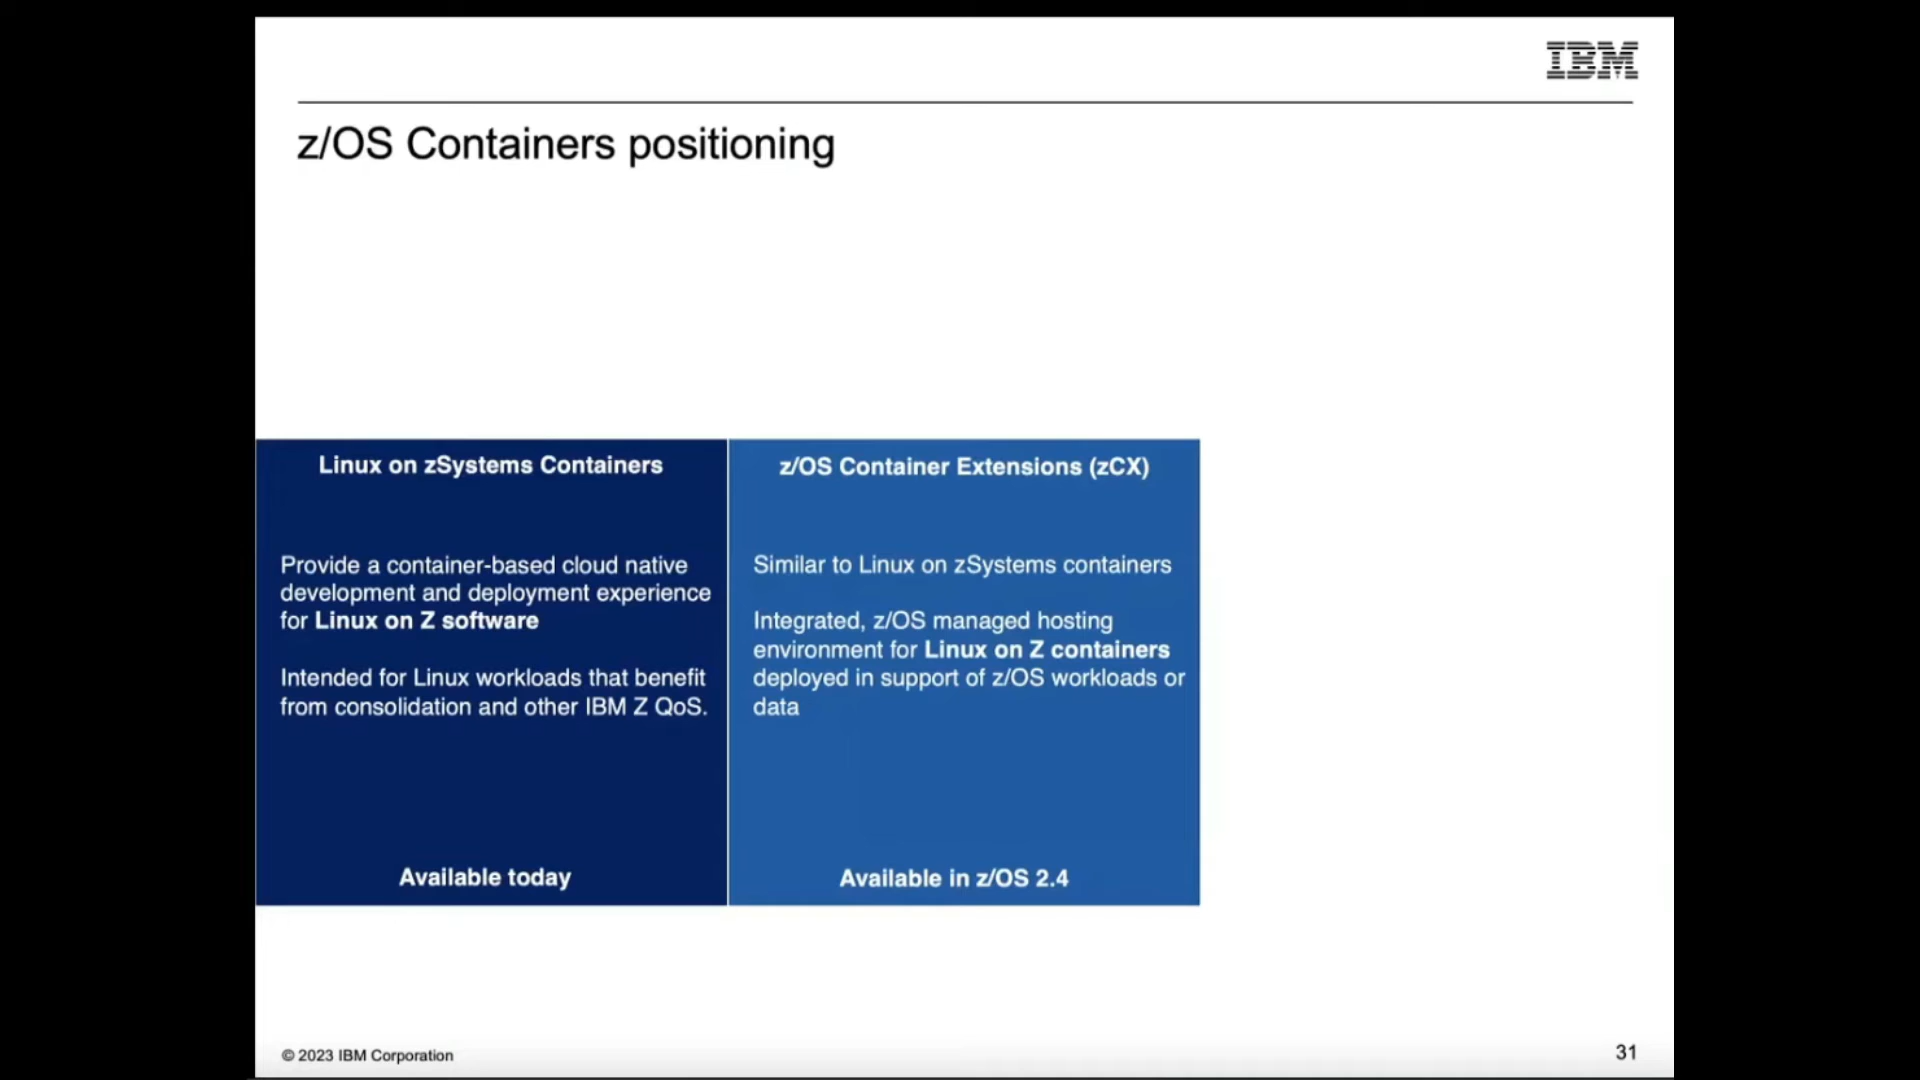 IBM
z/OS Containers positioning
Linux on zSystems Containers
Provide a container-based cloud native
development and deployment experience
for Linux on Z software
Intended for Linux workloads that benefit
from consolidation and other IBM Z QoS.
Available today
z/OS Container Extensions (zCX)
Similar to Linux on zSystems containers
Integrated, z/OS managed hosting
environment for Linux on Z containers
deployed in support of z/OS workloads or
data
Available in z/OS 2.4
© 2023 IBM Corporation
31